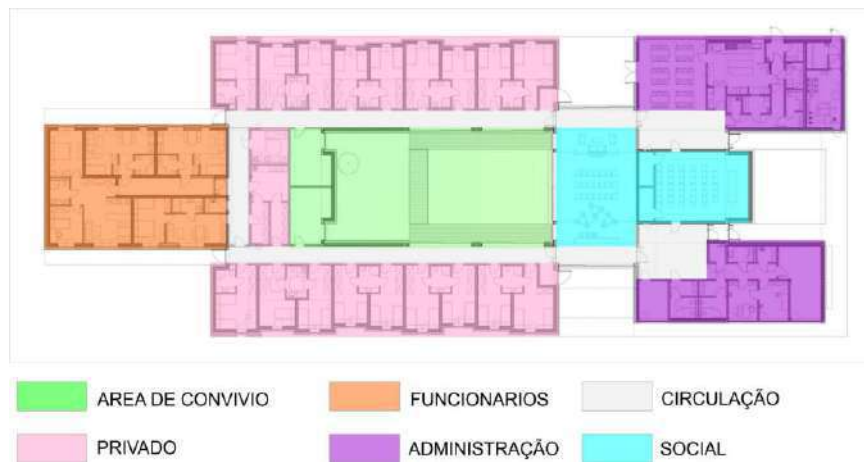 AREA DE CONVIVIO
FUNCIONARIOS
CIRCULAÇÃO
PRIVADO
ADMINISTRAÇÃO
SOCIAL